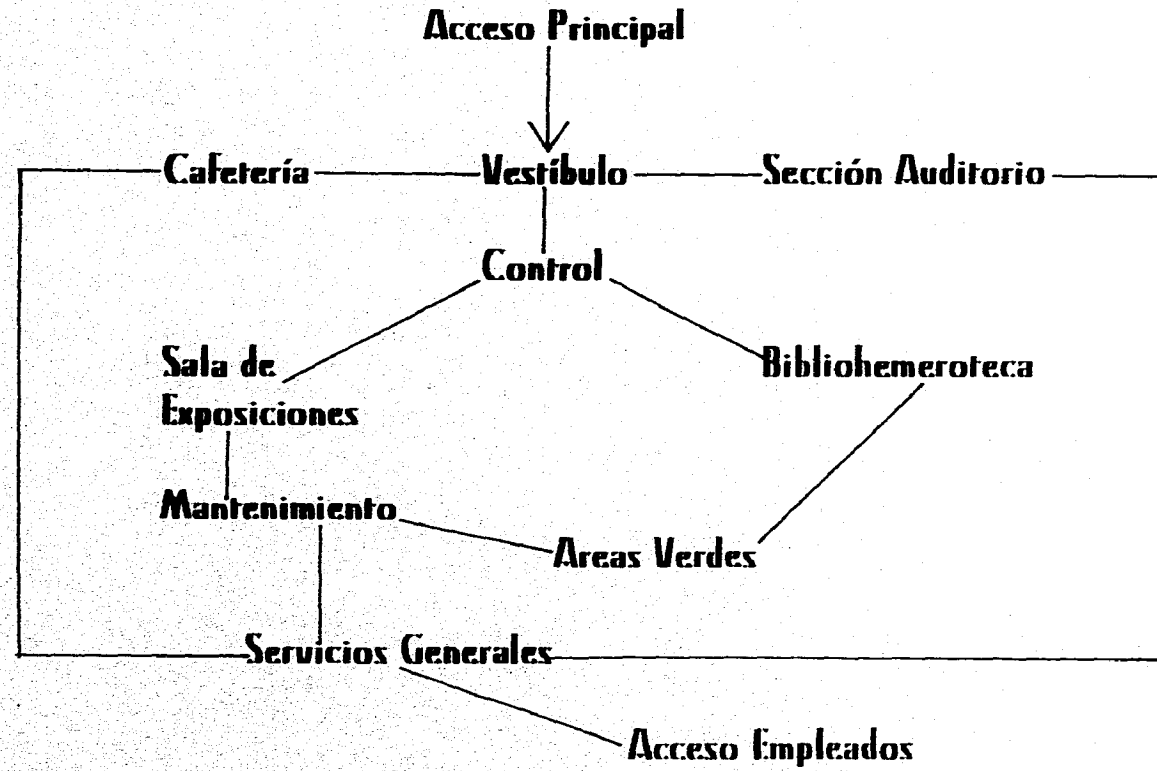 Acceso Principal
Cafetería
Vestíbulo
Sección Auditorio
Control
Sala de
Exposiciones
Bibliohemeroteca
Mantenimiento
Areas Verdes
Servicios Generales
Acceso Empleados